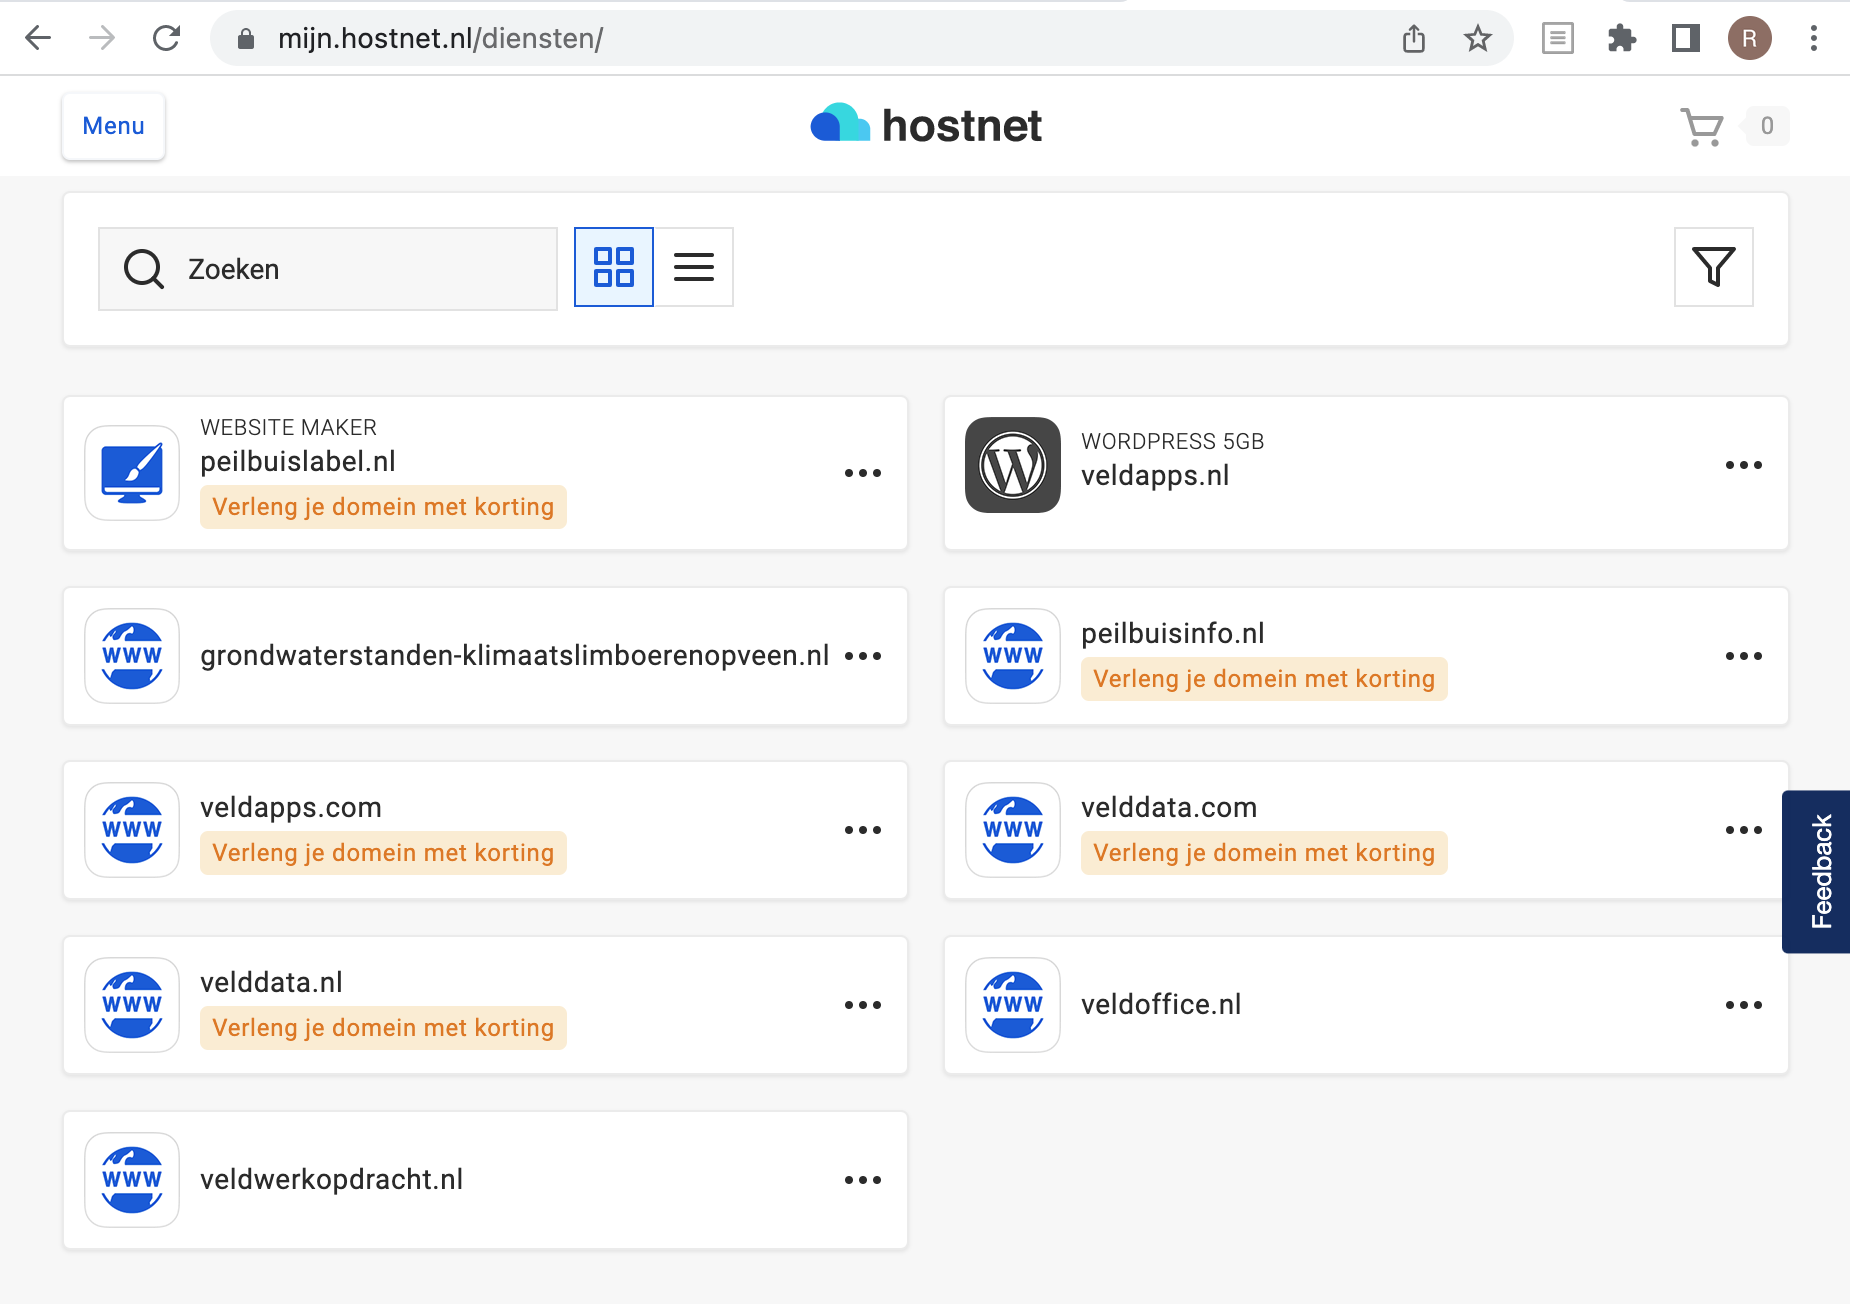 mijn.hostnet.nl/diensten/
R
Menu
hostnet
0
Zoeken
WEBSITE MAKER
peilbuislabel.nl
Verleng je domein met korting
WORDPRESS 5GB
veldapps.nl
WWW
grondwaterstanden-klimaatslimboerenopveen.nl
WWW
peilbuisinfo.nl
Verleng je domein met korting
WWW
veldapps.com
Verleng je domein met korting
WWW
velddata.com
Verleng je domein met korting
Feedback
WWW
velddata.nl
Verleng je domein met korting
WWW
veldoffice.nl
WWW
veldwerkopdracht.nl